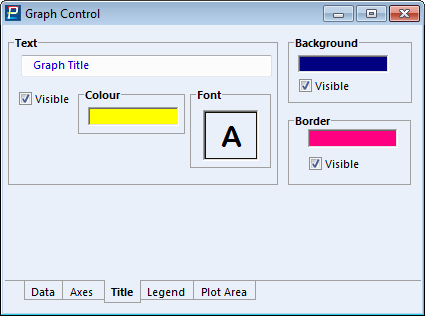 Graph Control
Text
Graph Title
Visible
Colour
Font
A
Background
Visible
Border
Visible
Data Axes Title Legend Plot Area